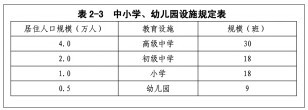 表 2-3 中小学、幼儿园设施规定表
居住人口规模（万人） 教育设施 规模（班）
4.0 高级中学 30
2.0 初级中学 18
1.0 小学 18
0.5 幼儿园 9